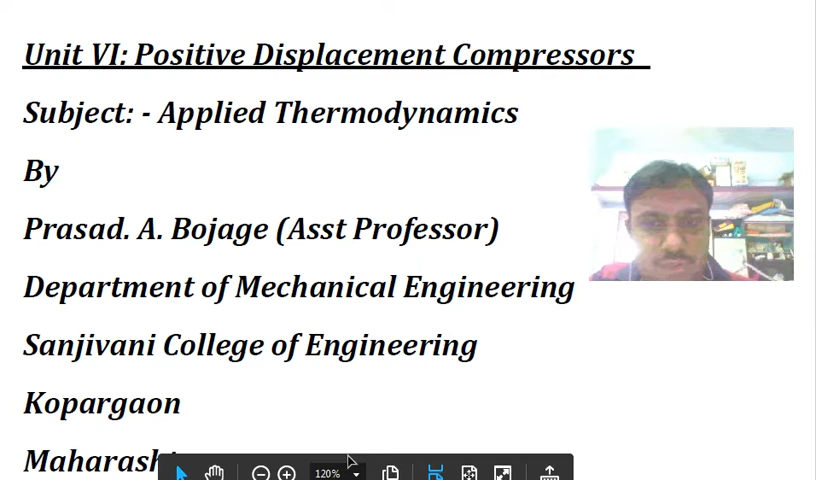 Unit VI: Positive Displacement Compressors
Subject: - Applied Thermodynamics
By
Prasad. A. Bojage (Asst Professor)
Department of Mechanical Engineering
Sanjivani College of Engineering
Kopargaon
120%